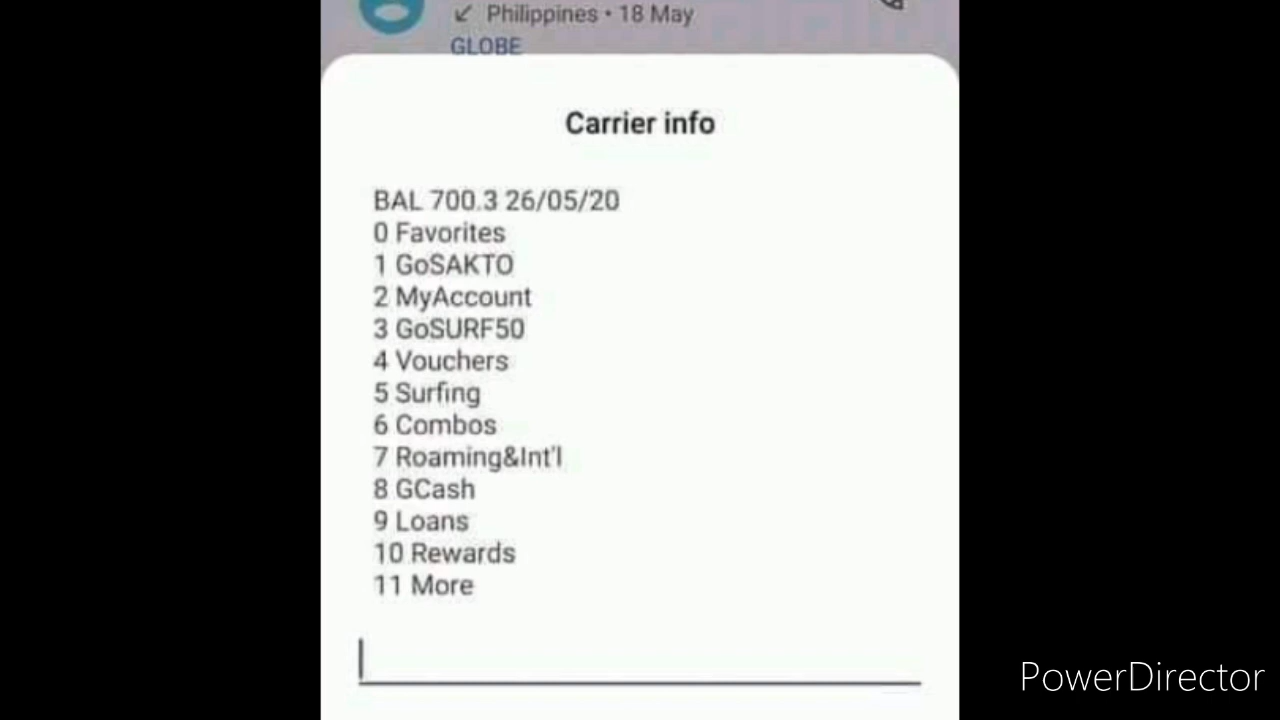 Philippines • 18 May
GLOBE
Carrier info
BAL 700.3 26/05/20
0 Favorites
1 GoSAKTO
2 MyAccount
3 GoSURF50
4 Vouchers
5 Surfing
6 Combos
7 Roaming&Int'l
8 GCash
9 Loans
10 Rewards
11 More
PowerDirector